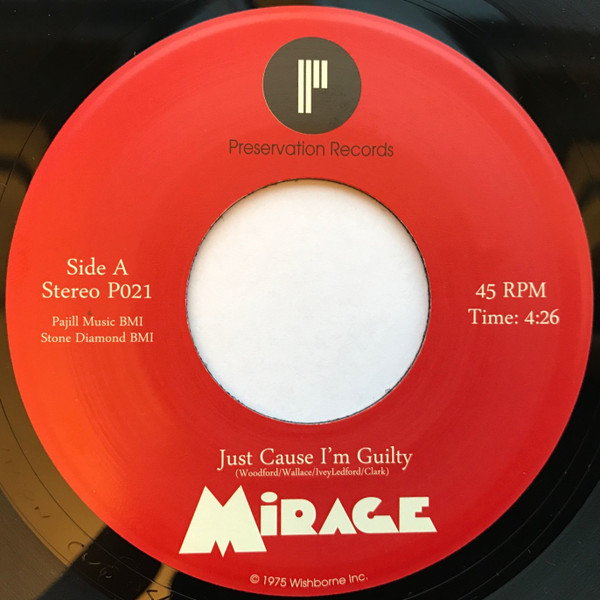 Preservation Records
Side A
Stereo P021
Pajill Music BMI
Stone Diamond BMI
45 RPM
Time: 4:26
Just Cause I'm Guilty
(Woodford/Wallace/IveyLedford/Clark)
MiRAGE
© 1975 Wishborne Inc.